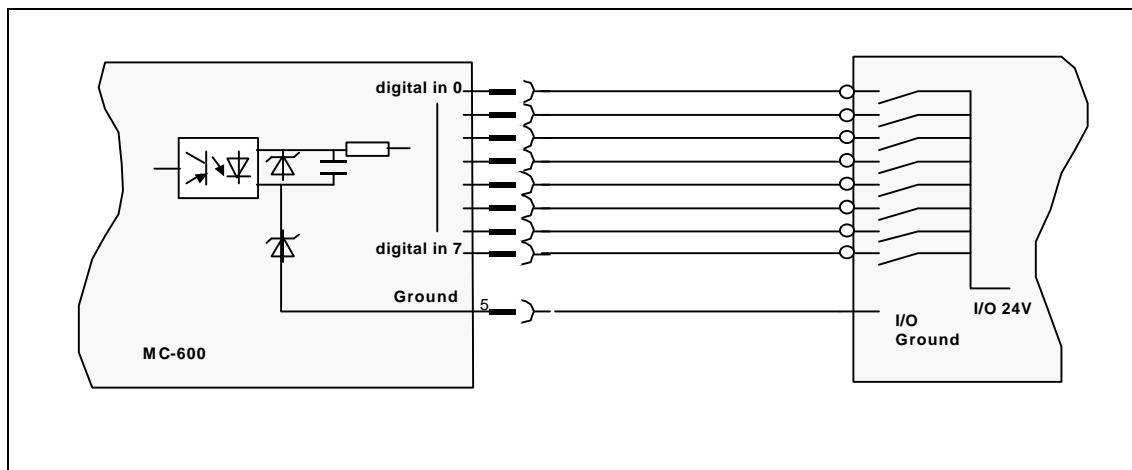 digital in 0
digital in 7
Ground
5
I/O 24V
I/O
Ground
MC-600